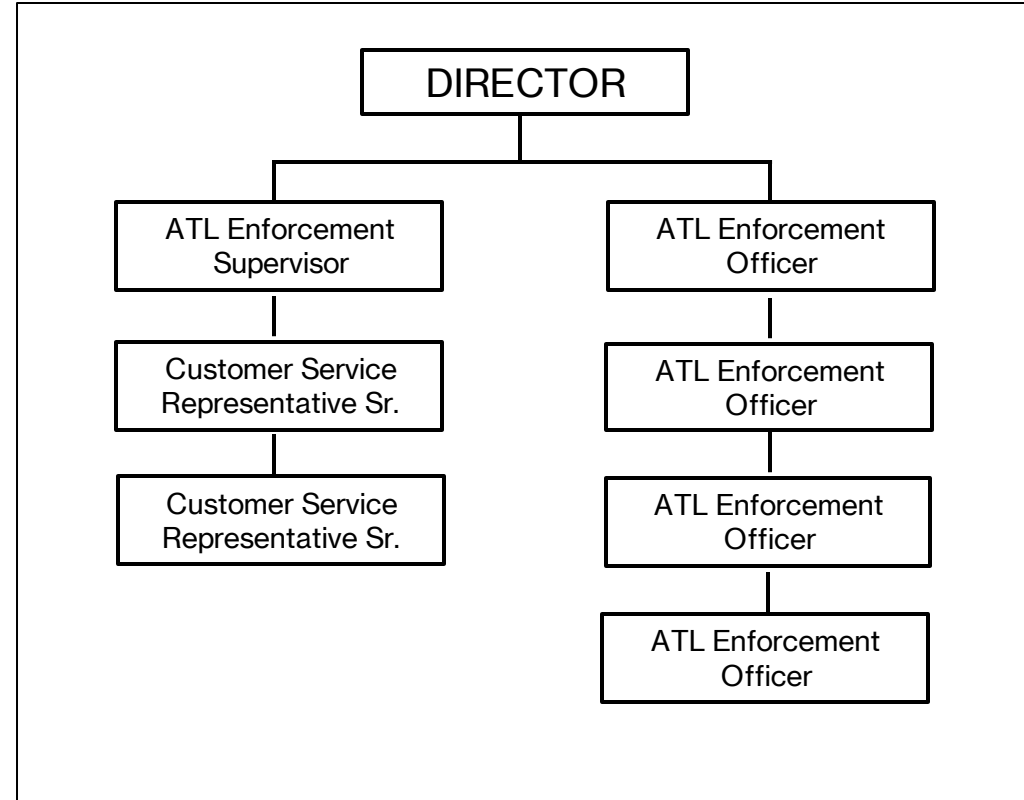 DIRECTOR
ATL Enforcement
Supervisor
Customer Service
Representative Sr.
Customer Service
Representative Sr.
ATL Enforcement
Officer
ATL Enforcement
Officer
ATL Enforcement
Officer
ATL Enforcement
Officer